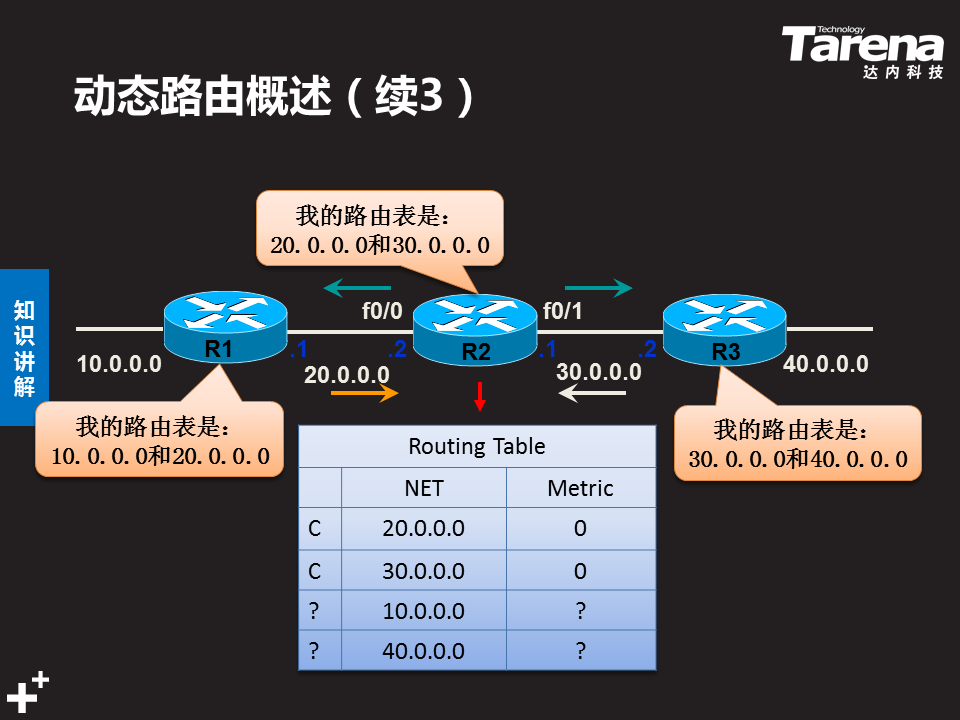 Technology
Tarena
达内科技
动态路由概述（续3）
知
识
讲
解
我的路由表是：
20.0.0.0和30.0.0.0
f0/0
f0/1
R1
R2
R3
.1
.2
.1
.2
10.0.0.0
20.0.0.0
30.0.0.0
40.0.0.0
我的路由表是：
10.0.0.0和20.0.0.0
我的路由表是：
30.0.0.0和40.0.0.0
Routing Table
NET Metric
C 20.0.0.0 0
C 30.0.0.0 0
? 10.0.0.0 ?
? 40.0.0.0 ?